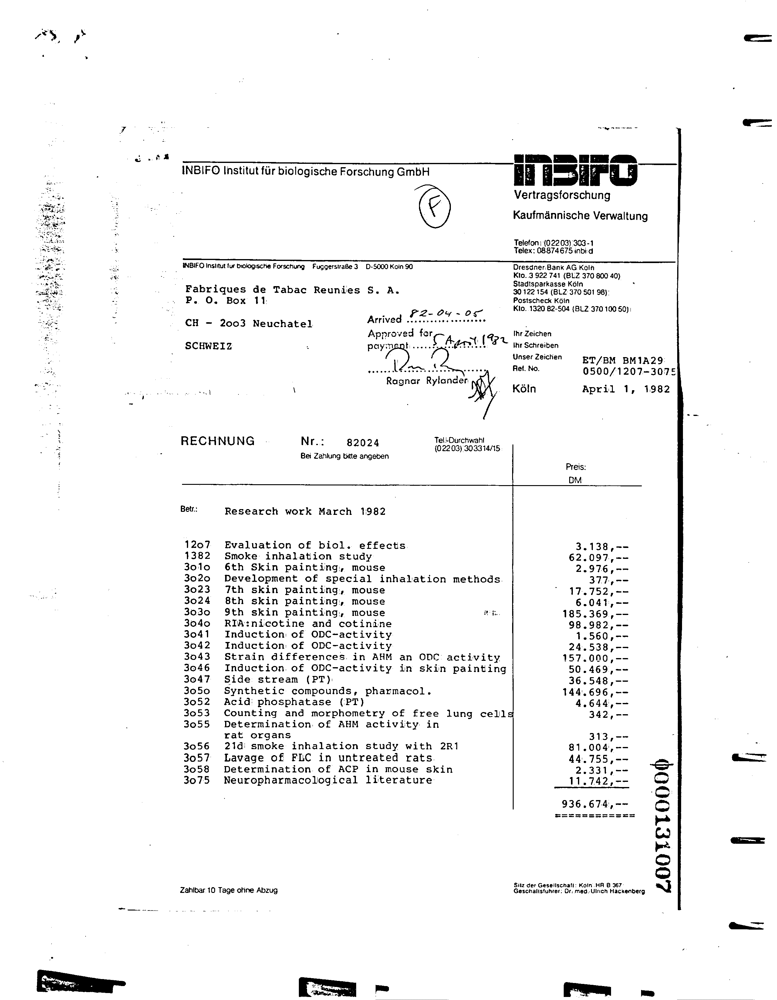 INBIFO Institut für biologische Forschung GmbH
INBIFO
Vertragsforschung
Kaufmännische Verwaltung
F
Telefon: (02203) 303-1
Telex: 08874675 inbi d
INBIFO Institut für biologische Forschung Fuggerstraße 3 D-5000 Köln 90
Dresdner Bank AG Köln
Kto. 3 922 741 (BLZ 370 800 40)
Stadtsparkasse Köln
30 122 154 (BLZ 370 501 98)
Postscheck Köln
Kto. 1320 82-504 (BLZ 370 100 50)
Fabriques de Tabac Reunies S. A.
P. O. Box 11
CH - 2oo3 Neuchatel
SCHWEIZ
Arrived 82-04-05
Approved for
payment 5 April 1982
Ragnar Rylander
Ihr Zeichen
Ihr Schreiben
Unser Zeichen ET/BM BM1A29
Ref. No. 0500/1207-3075
Köln April 1, 1982
RECHNUNG Nr.: 82024
Bei Zahlung bitte angeben
Tel.-Durchwahl
(02203) 303314/15
Preis:
DM
Betr.: Research work March 1982
12o7 Evaluation of biol. effects 3.138,--
1382 Smoke inhalation study 62.097,--
3o1o 6th Skin painting, mouse 2.976,--
3o2o Development of special inhalation methods 377,--
3o23 7th skin painting, mouse 17.752,--
3o24 8th skin painting, mouse 6.041,--
3o3o 9th skin painting, mouse 185.369,--
3o4o RIA:nicotine and cotinine 98.982,--
3o41 Induction of ODC-activity 1.560,--
3o42 Induction of ODC-activity 24.538,--
3o43 Strain differences in AHM an ODC activity 157.000,--
3o46 Induction of ODC-activity in skin painting 50.469,--
3o47 Side stream (PT) 36.548,--
3o5o Synthetic compounds, pharmacol. 144.696,--
3o52 Acid phosphatase (PT) 4.644,--
3o53 Counting and morphometry of free lung cells 342,--
3o55 Determination of AHM activity in
rat organs 313,--
3o56 21d smoke inhalation study with 2R1 81.004,--
3o57 Lavage of FLC in untreated rats 44.755,--
3o58 Determination of ACP in mouse skin 2.331,--
3o75 Neuropharmacological literature 11.742,--
936.674,--
============
0000131007
Zahlbar 10 Tage ohne Abzug
Sitz der Gesellschaft: Köln HR B 367
Geschäftsführer: Dr. med. Ulrich Hackenberg